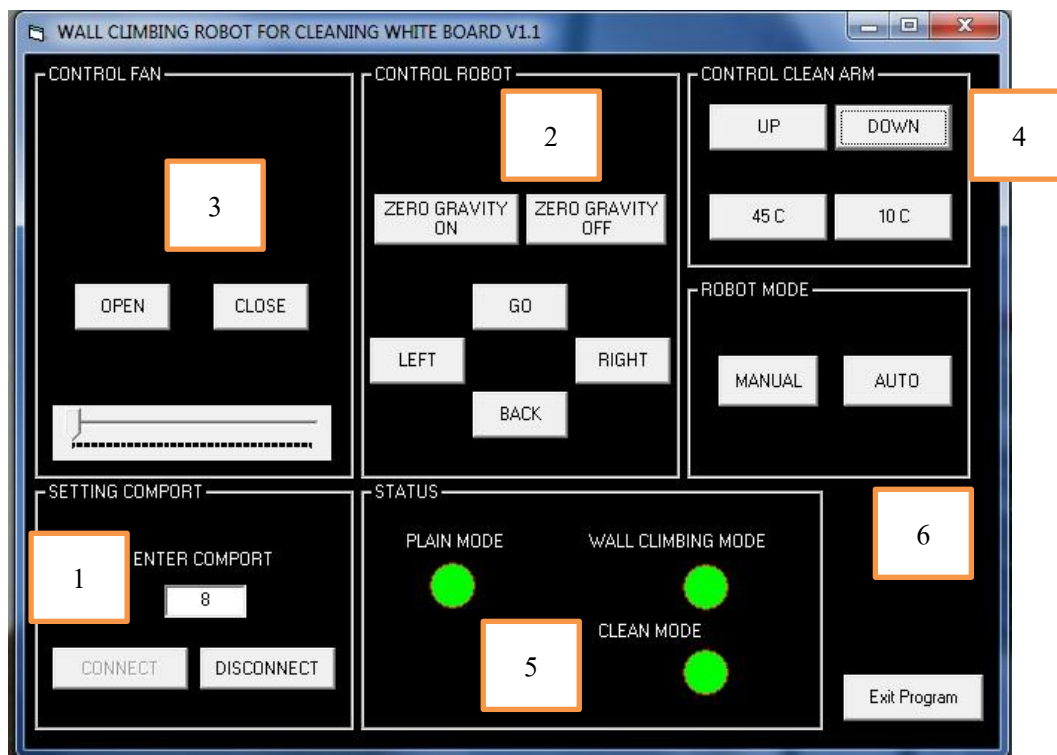 WALL CLIMBING ROBOT FOR CLEANING WHITE BOARD V1.1
CONTROL FAN
3
OPEN
CLOSE
CONTROL ROBOT
2
ZERO GRAVITY
ON
ZERO GRAVITY
OFF
GO
LEFT
RIGHT
BACK
CONTROL CLEAN ARM
UP
DOWN
4
45 C
10 C
ROBOT MODE
MANUAL
AUTO
SETTING COMPORT
1
ENTER COMPORT
8
CONNECT
DISCONNECT
STATUS
PLAIN MODE
WALL CLIMBING MODE
CLEAN MODE
5
6
Exit Program